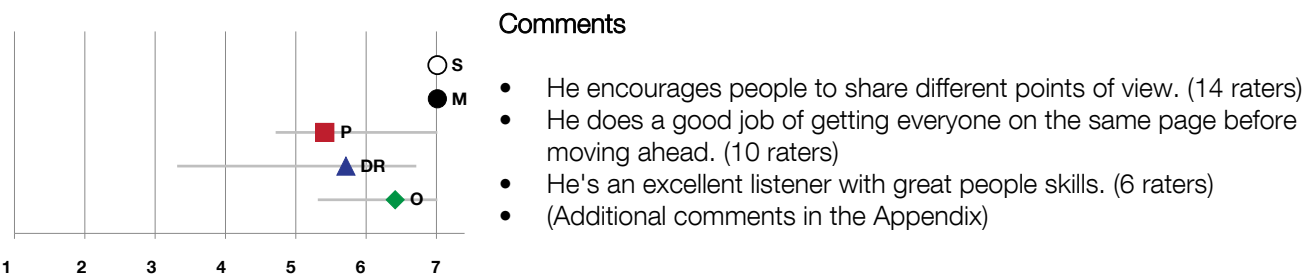 Comments
S
M
P
DR
O
1 2 3 4 5 6 7
• He encourages people to share different points of view. (14 raters)
• He does a good job of getting everyone on the same page before
moving ahead. (10 raters)
• He's an excellent listener with great people skills. (6 raters)
• (Additional comments in the Appendix)